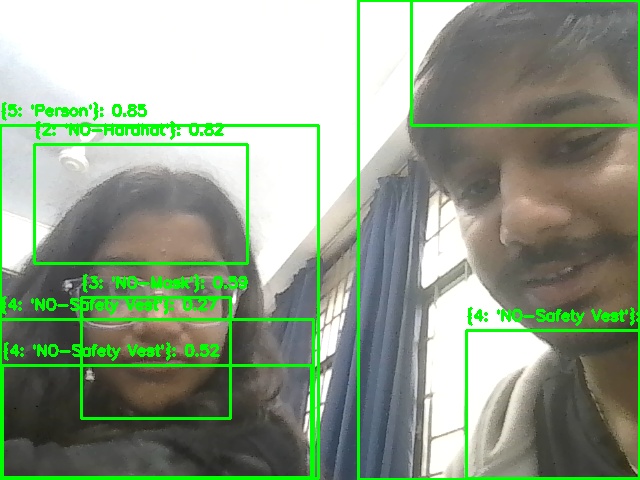 {5: 'Person'}: 0.85
{2: 'NO-Hardhat'}: 0.82
{3: 'NO-Mask'}: 0.59
{4: 'NO-Safety Vest'}: 0.27
{4: 'NO-Safety Vest'}:
{4: 'NO-Safety Vest'}: 0.52